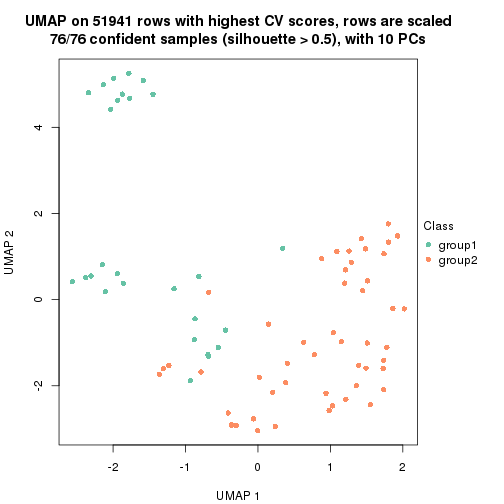 UMAP on 51941 rows with highest CV scores, rows are scaled
76/76 confident samples (silhouette > 0.5), with 10 PCs
4
2
0
-2
UMAP 2
-2
-1
0
1
2
UMAP 1
Class
group1
group2